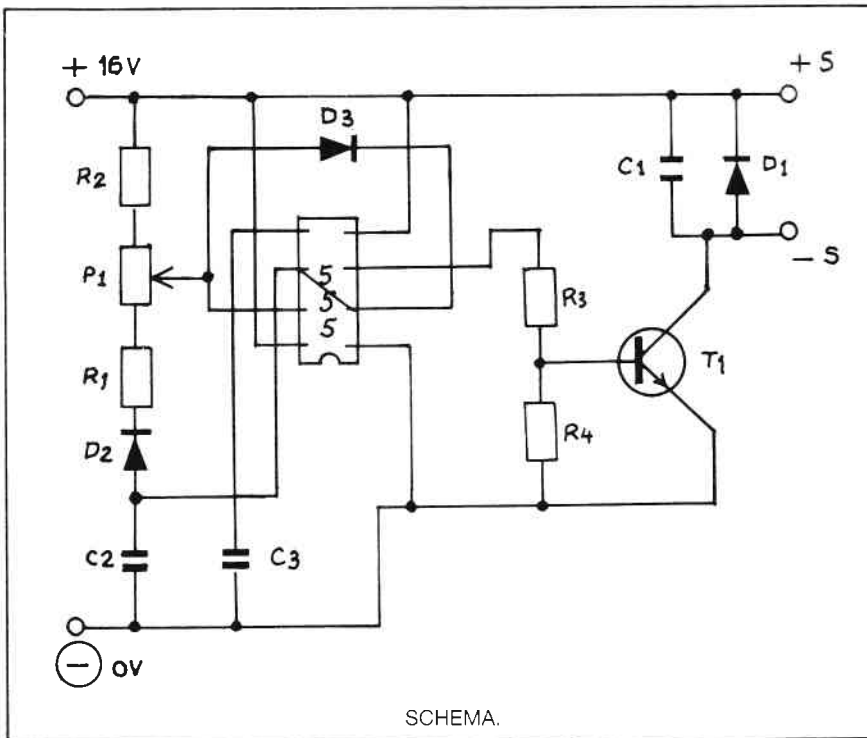 + 16V
+ S
D3
R2
C1
D1
- S
P1
5
5
5
R3
R1
T1
D2
R4
C2
C3
- 0V
SCHEMA.